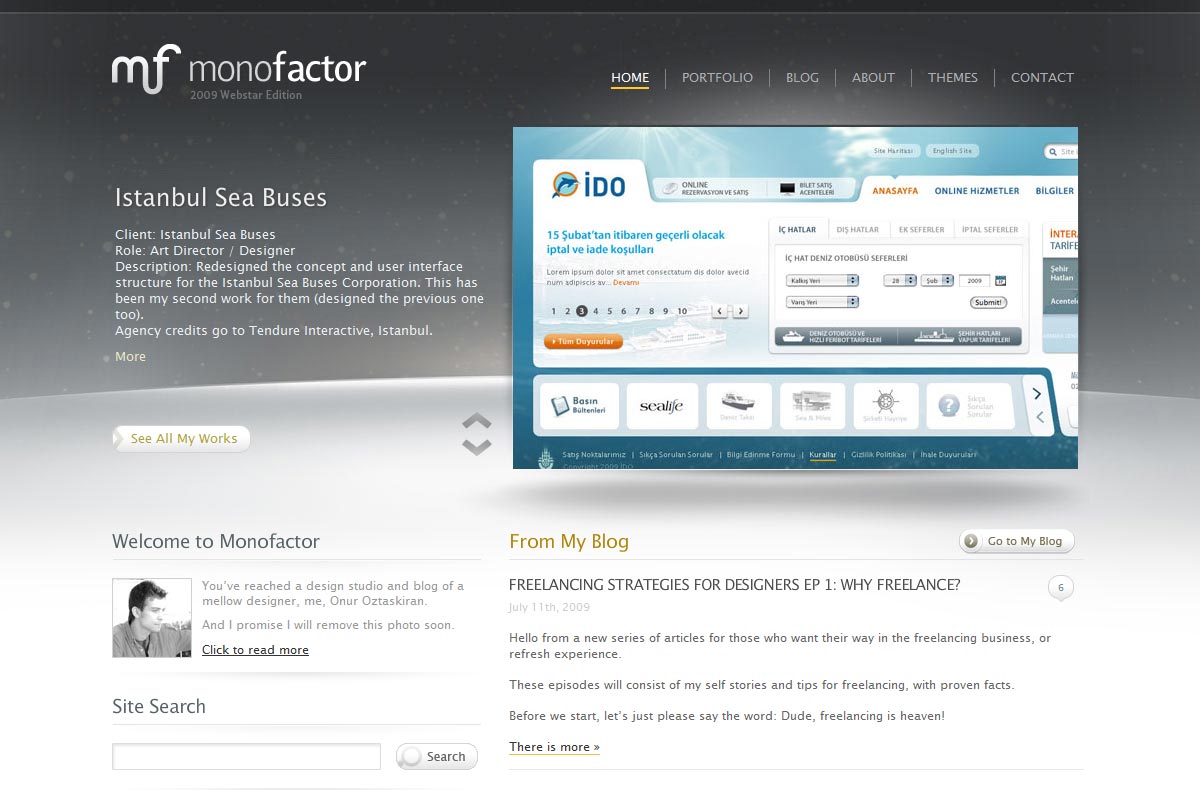 mf monofactor
2009 Webstar Edition
HOME
PORTFOLIO
BLOG
ABOUT
THEMES
CONTACT
Istanbul Sea Buses
Client: Istanbul Sea Buses
Role: Art Director / Designer
Description: Redesigned the concept and user interface
structure for the Istanbul Sea Buses Corporation. This has
been my second work for them (designed the previous one
too).
Agency credits go to Tendure Interactive, Istanbul.
More
See All My Works
Site Haritası
English Site
Site
İDO
ONLINE
REZERVASYON VE SATIŞ
BİLET SATIŞ
ACENTELERİ
ANASAYFA
ONLINE HİZMETLER
BİLGİLER
15 Şubat'tan itibaren geçerli olacak
iptal ve iade koşulları
Lorem ipsum dolor sit amet consectatum dis dolor avecid
num adipiscis av... Devamı
1 2 3 4 5 6 7 8 9 10
Tüm Duyurular
İÇ HATLAR
DIŞ HATLAR
EK SEFERLER
İPTAL SEFERLER
İÇ HAT DENİZ OTOBÜSÜ SEFERLERİ
Kalkış Yeri
28
Şub
2009
Varış Yeri
Submit!
DENİZ OTOBÜSÜ VE
HIZLI FERİBOT TARİFELERİ
ŞEHİR HATLARI
VAPUR TARİFELERİ
İNTER
TARİFE
Şehir
Hatları
Acentele
Basın
Bültenleri
sealife
Deniz Taksi
Sea & Miles
Şirketi Hayriye
Sıkça
Sorulan
Sorular
Satış Noktalarımız | Sıkça Sorulan Sorular | Bilgi Edinme Formu | Kurallar | Gizlilik Politikası | İhale Duyuruları
Copyright 2009 İDO
Welcome to Monofactor
You've reached a design studio and blog of a
mellow designer, me, Onur Oztaskiran.
And I promise I will remove this photo soon.
Click to read more
Site Search
Search
From My Blog
Go to My Blog
FREELANCING STRATEGIES FOR DESIGNERS EP 1: WHY FREELANCE?
6
July 11th, 2009
Hello from a new series of articles for those who want their way in the freelancing business, or
refresh experience.
These episodes will consist of my self stories and tips for freelancing, with proven facts.
Before we start, let's just please say the word: Dude, freelancing is heaven!
There is more »